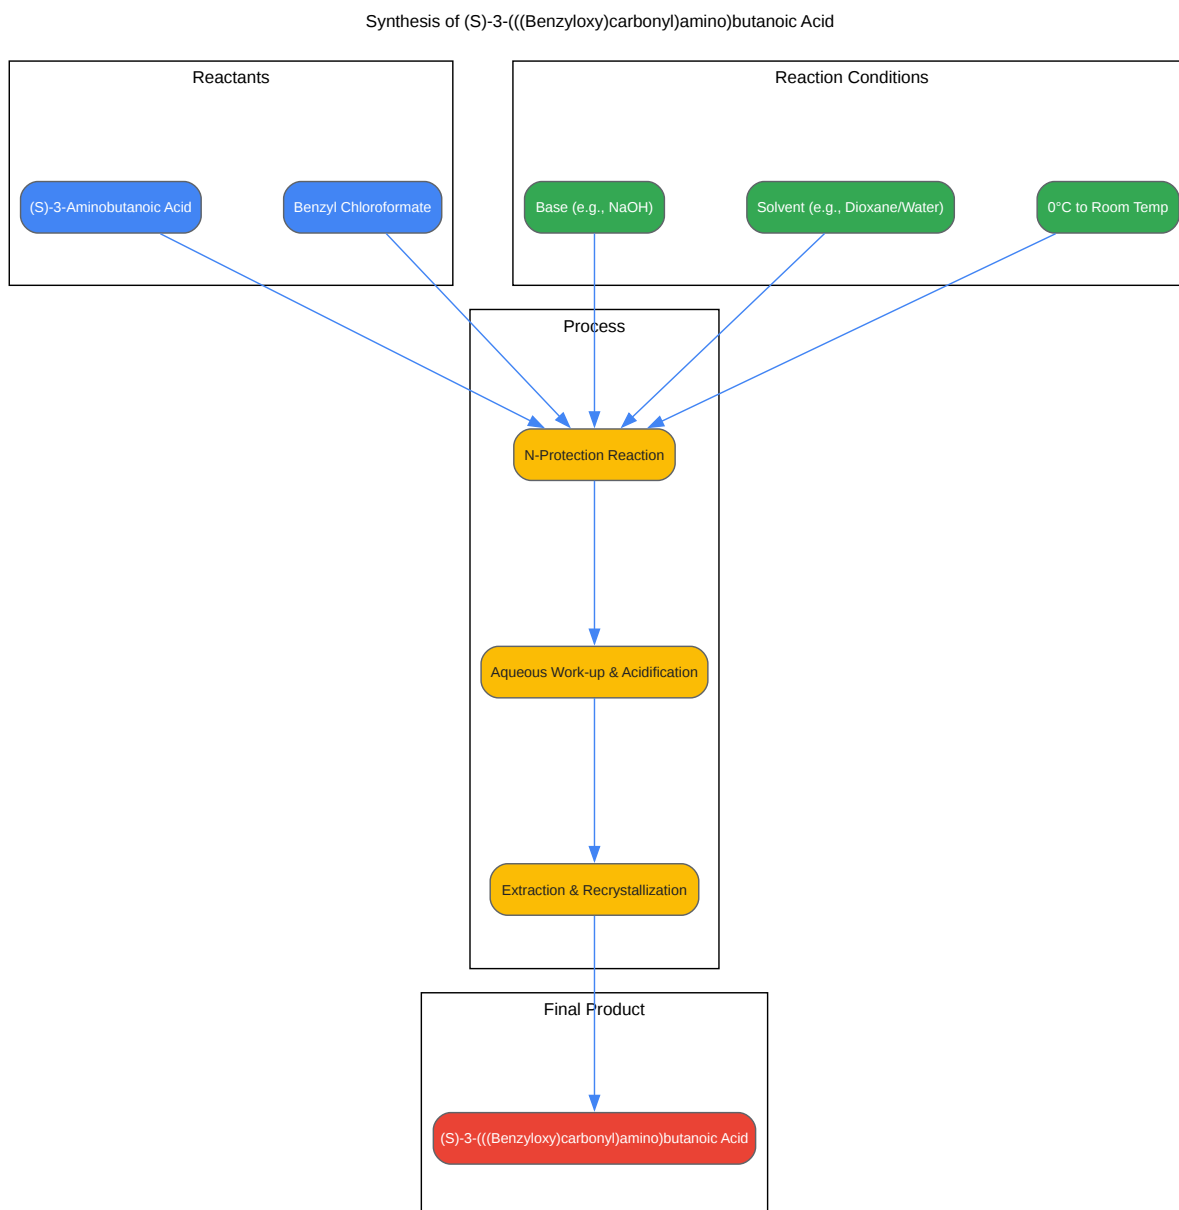 Synthesis of (S)-3-(((Benzyloxy)carbonyl)amino)butanoic Acid
Reactants
Reaction Conditions
(S)-3-Aminobutanoic Acid
Benzyl Chloroformate
Base (e.g., NaOH)
Solvent (e.g., Dioxane/Water)
0°C to Room Temp
Process
N-Protection Reaction
Aqueous Work-up & Acidification
Extraction & Recrystallization
Final Product
(S)-3-(((Benzyloxy)carbonyl)amino)butanoic Acid